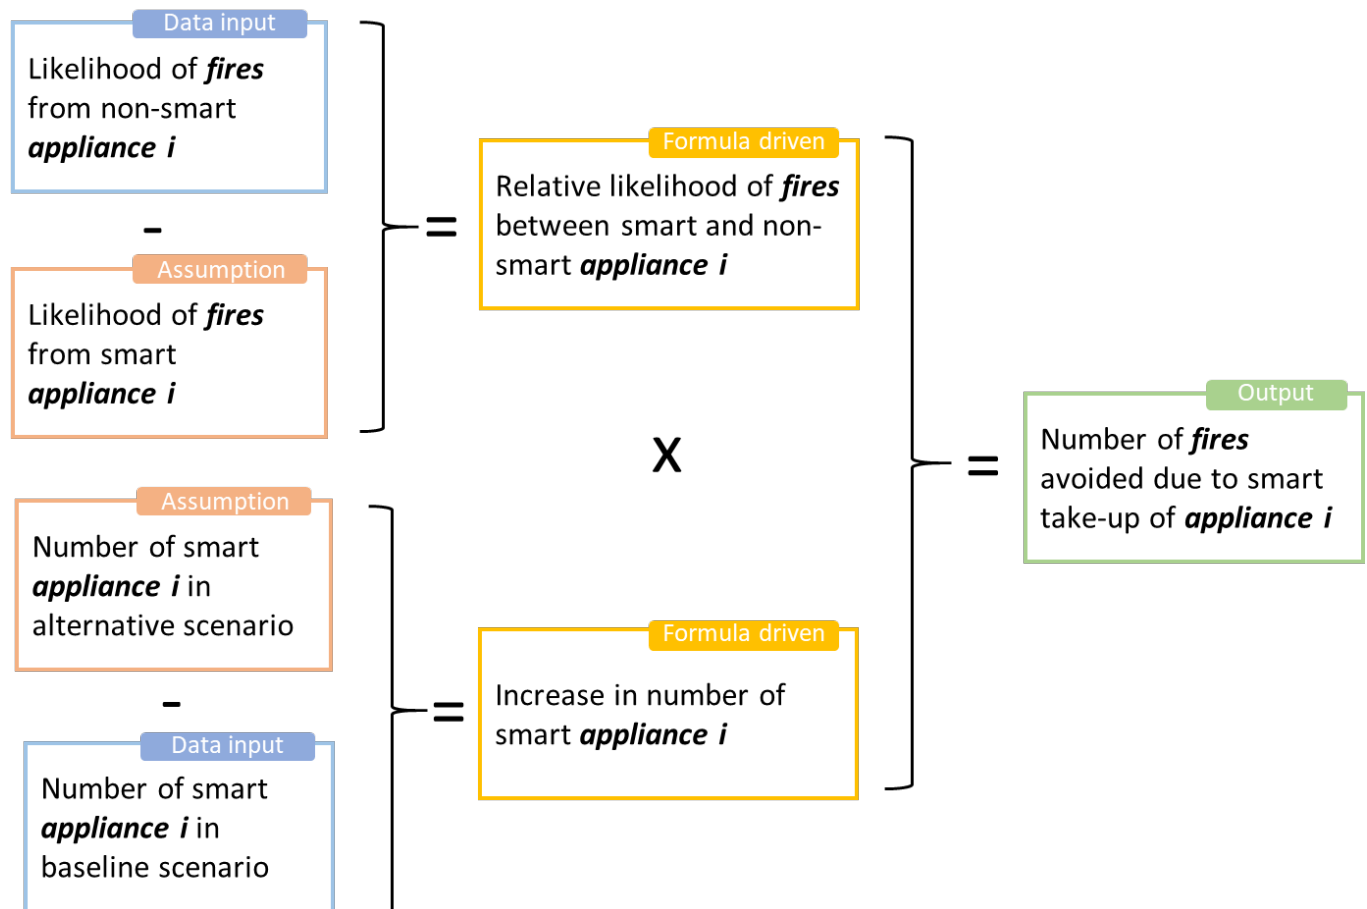 Data input
Likelihood of fires
from non-smart
appliance i
-
Assumption
Likelihood of fires
from smart
appliance i
=
Formula driven
Relative likelihood of fires
between smart and non-
smart appliance i
X
Assumption
Number of smart
appliance i in
alternative scenario
-
Data input
Number of smart
appliance i in
baseline scenario
=
Formula driven
Increase in number of
smart appliance i
=
Output
Number of fires
avoided due to smart
take-up of appliance i